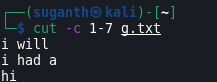 ┌──(suganth㉿kali)-[~]
└─$ cut -c 1-7 g.txt
i will
i had a
hi